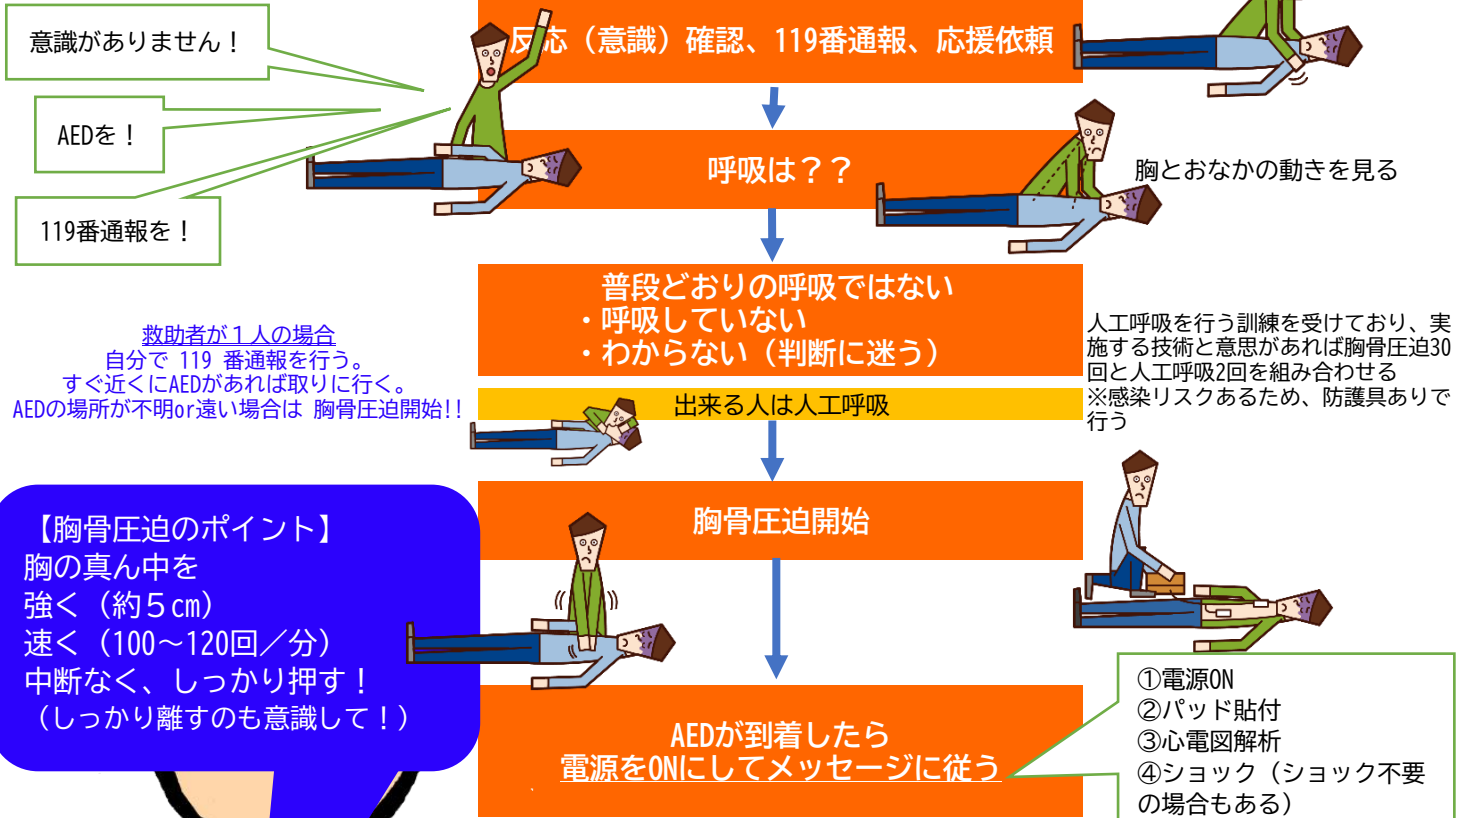 意識がありません！
AEDを！
119番通報を！
反応（意識）確認、119番通報、応援依頼
呼吸は？？
胸とおなかの動きを見る
普段どおりの呼吸ではない
・呼吸していない
・わからない（判断に迷う）
救助者が１人の場合
自分で 119 番通報を行う。
すぐ近くにAEDがあれば取りに行く。
AEDの場所が不明or遠い場合は 胸骨圧迫開始!!
出来る人は人工呼吸
人工呼吸を行う訓練を受けており、実
施する技術と意思があれば胸骨圧迫30
回と人工呼吸2回を組み合わせる
※感染リスクあるため、防護具ありで
行う
胸骨圧迫開始
【胸骨圧迫のポイント】
胸の真ん中を
強く（約５㎝）
速く（100～120回／分）
中断なく、しっかり押す！
（しっかり離すのも意識して！）
AEDが到着したら
電源をONにしてメッセージに従う
①電源ON
②パッド貼付
③心電図解析
④ショック（ショック不要
の場合もある）